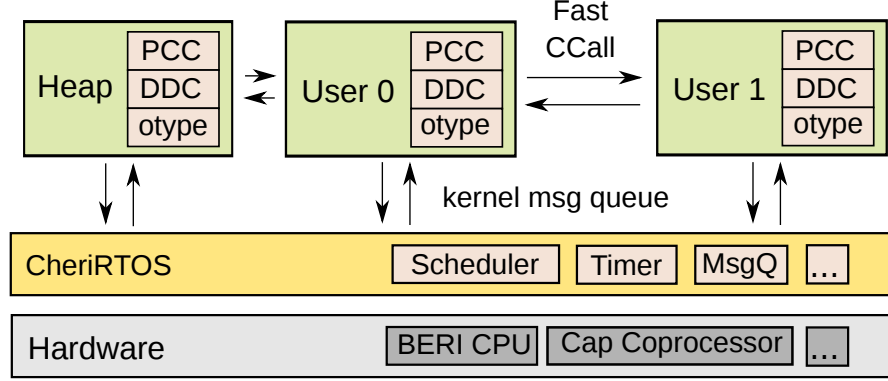 Fast
CCall
Heap
PCC
DDC
otype
User 0
PCC
DDC
otype
User 1
PCC
DDC
otype
kernel msg queue
CheriRTOS
Scheduler
Timer
MsgQ
...
Hardware
BERI CPU
Cap Coprocessor
...